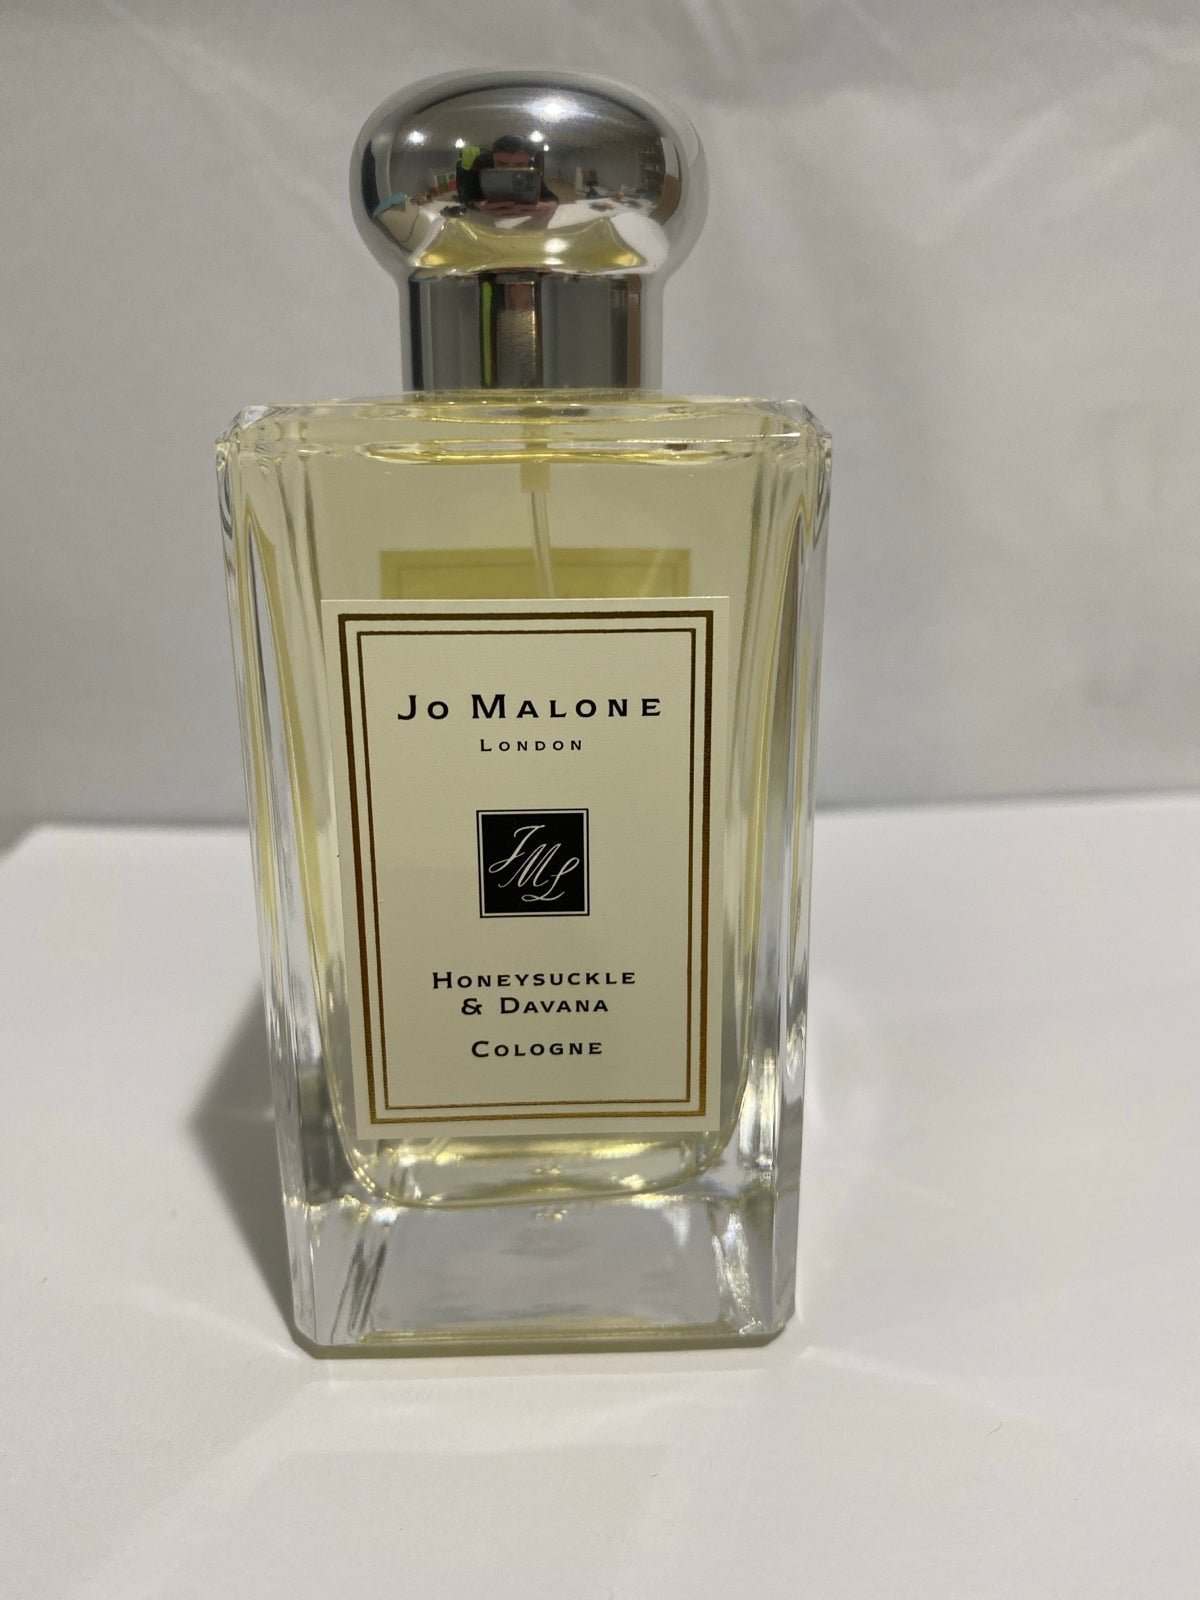 Jo Malone
London
JML
Honeysuckle
& Davana
Cologne